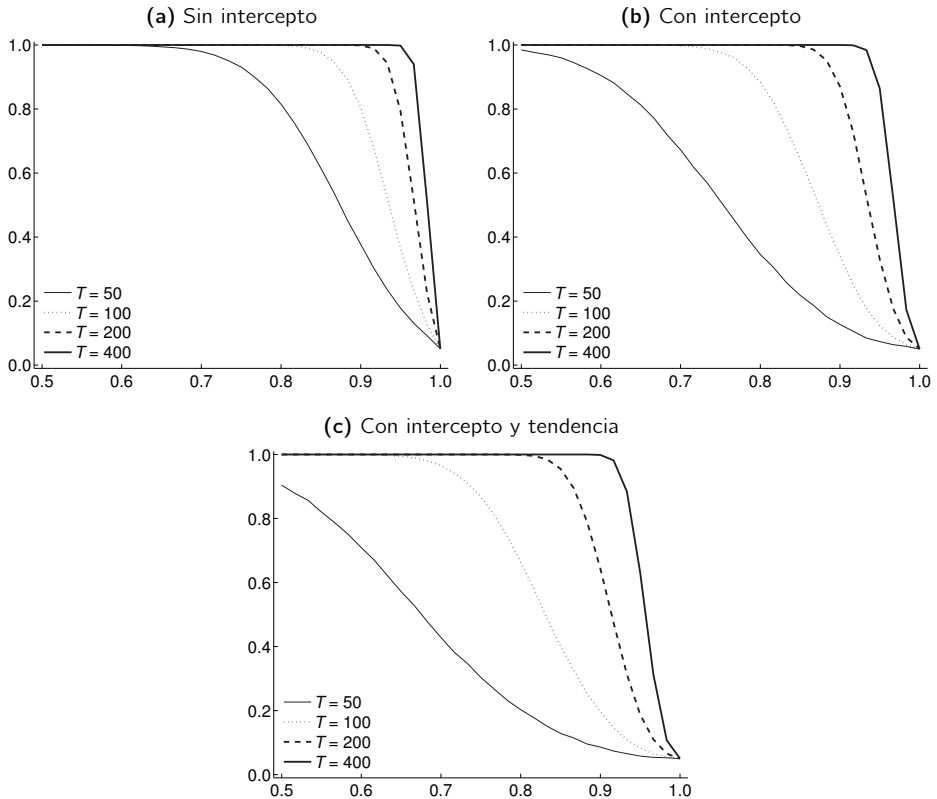 (a) Sin intercepto
1.0
0.8
0.6
0.4
0.2
0.0
T = 50
T = 100
T = 200
T = 400
0.5 0.6 0.7 0.8 0.9 1.0
(b) Con intercepto
1.0
0.8
0.6
0.4
0.2
0.0
T = 50
T = 100
T = 200
T = 400
0.5 0.6 0.7 0.8 0.9 1.0
(c) Con intercepto y tendencia
1.0
0.8
0.6
0.4
0.2
0.0
T = 50
T = 100
T = 200
T = 400
0.5 0.6 0.7 0.8 0.9 1.0